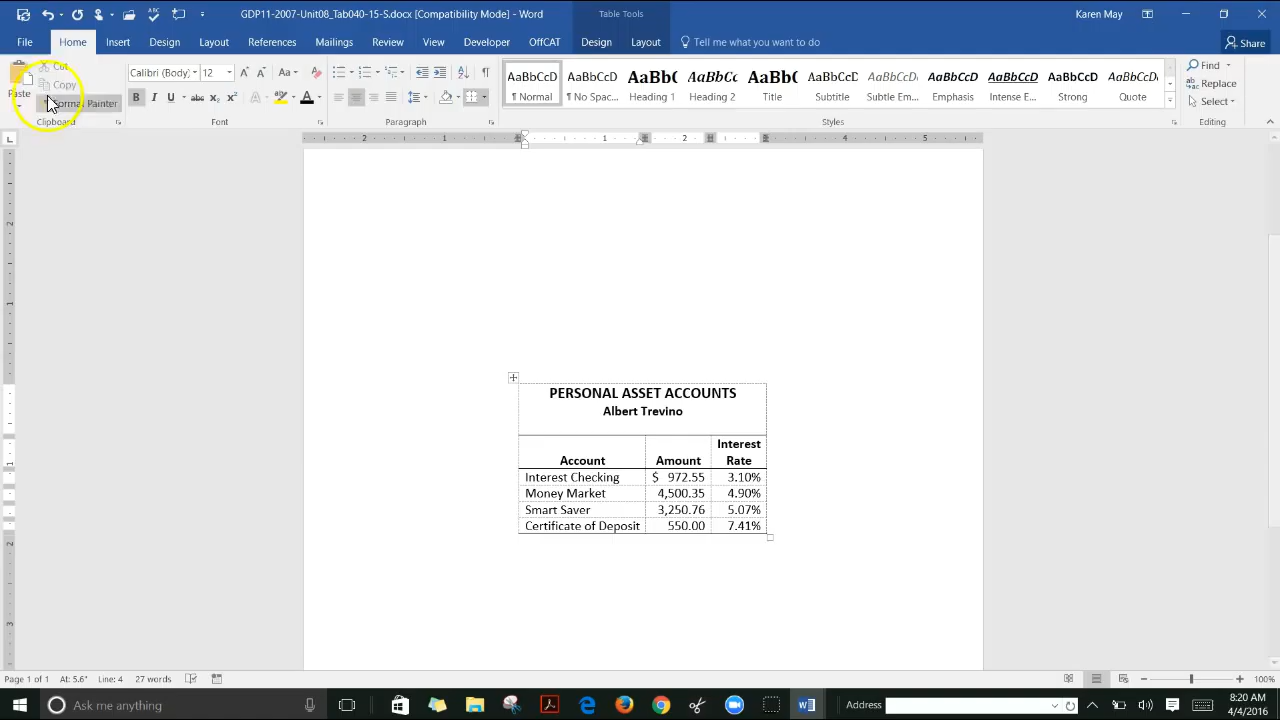 GDP11-2007-Unit08_Tab040-15-S.docx [Compatibility Mode] - Word
Table Tools
Karen May
File Home Insert Design Layout References Mailings Review View Developer OffCAT Design Layout Tell me what you want to do Share
Paste
Cut
Copy
Format Painter
Clipboard
Calibri (Body) 12
Font
Paragraph
AaBbCcD AaBbCcD AaBbC AaBbCc AaBbC AaBbCcD AaBbCcD AaBbCcD AaBbCcD AaBbCcD AaBbCcD
¶ Normal ¶ No Spac... Heading 1 Heading 2 Title Subtitle Subtle Em... Emphasis Intense E... Strong Quote
Styles
Find
Replace
Select
Editing
PERSONAL ASSET ACCOUNTS
Albert Trevino
Account Amount Interest Rate
Interest Checking $ 972.55 3.10%
Money Market 4,500.35 4.90%
Smart Saver 3,250.76 5.07%
Certificate of Deposit 550.00 7.41%
Page 1 of 1 At: 5.6" Line: 4 27 words 100%
Ask me anything
Address
8:20 AM
4/4/2016